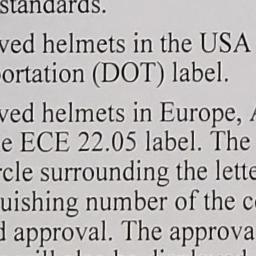 standards.
ved helmets in the USA
ortation (DOT) label.
ved helmets in Europe,
e ECE 22.05 label. The
rcle surrounding the lette
uishing number of the c
d approval. The approva